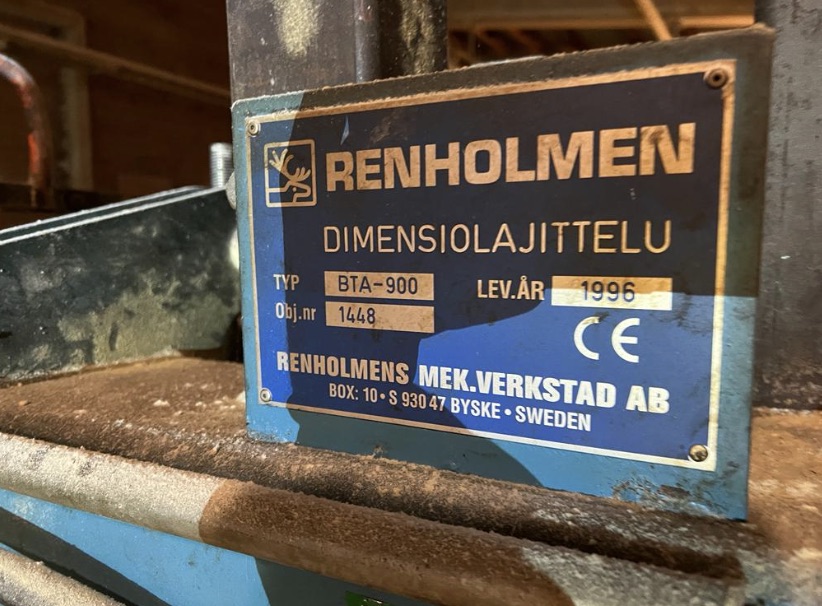 RENHOLMEN
DIMENSIOLAJITTELU
TYP BTA-900 LEV.ÅR 1996
Obj.nr 1448
CE
RENHOLMENS MEK.VERKSTAD AB
BOX: 10 • S 930 47 BYSKE • SWEDEN